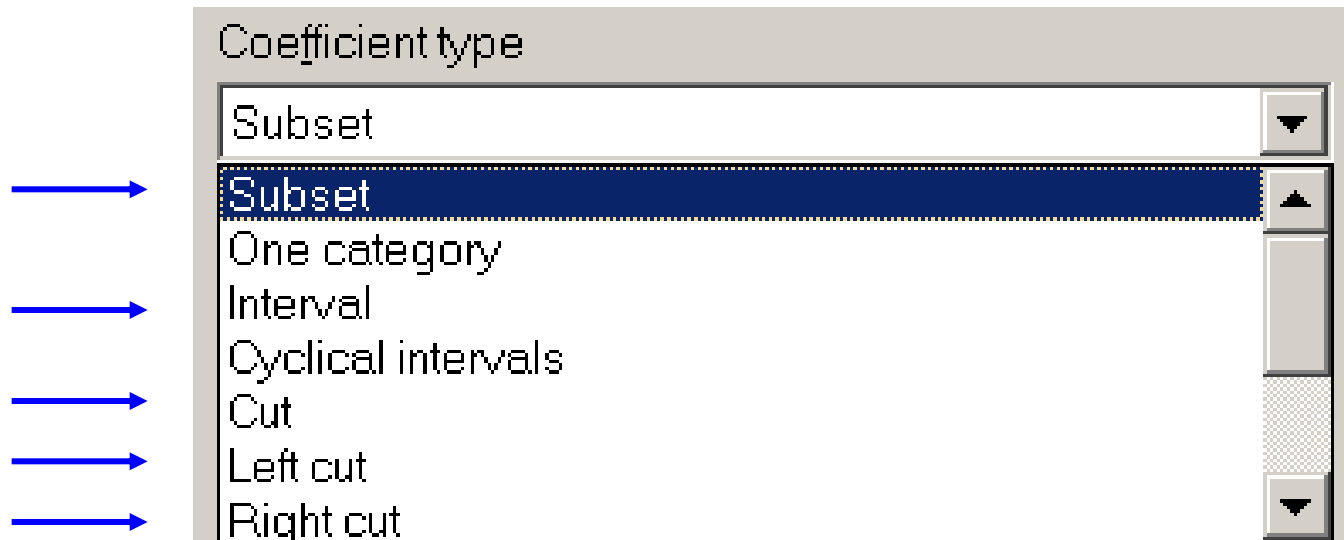 Coefficient type
Subset
Subset
One category
Interval
Cyclical intervals
Cut
Left cut
Right cut